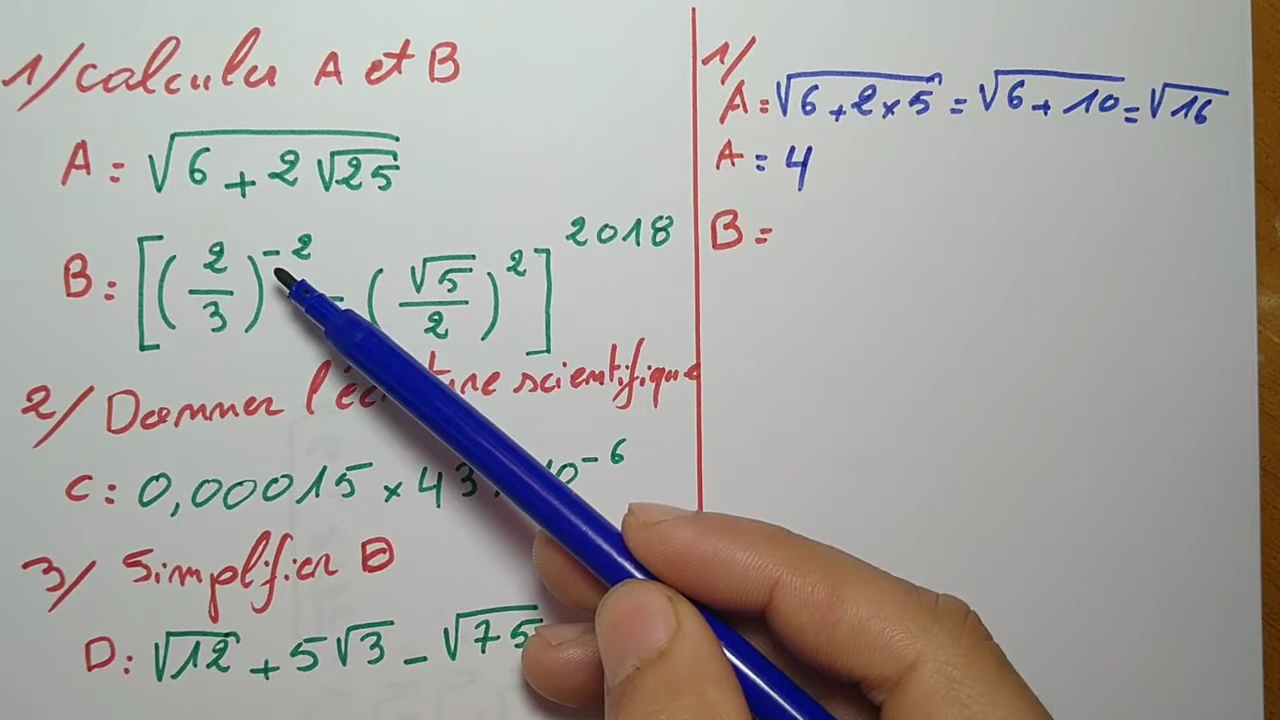 1/ calculer A et B
A = √(6 + 2√25)
B = [(2/3)^-2 - (√5/2)^2]^2018
2/ Donner scientifique
C = 0,00015 × 43 10^-6
3/ Simplifier D
D = √12 + 5√3 - √75
1/
A = √(6 + 2×5) = √(6 + 10) = √16
A = 4
B =